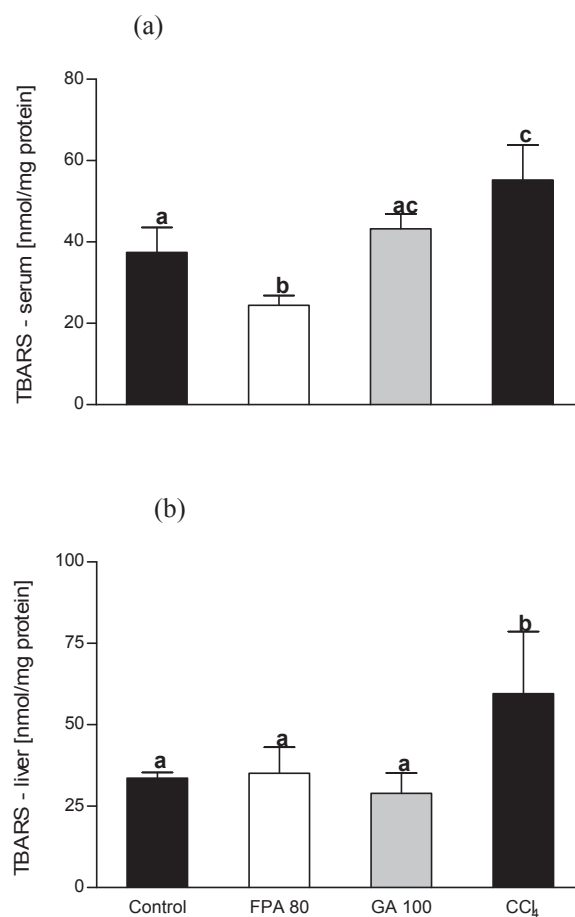 (a)
TBARS - serum [nmol/mg protein]
80
60
40
20
0
a
b
ac
c
(b)
TBARS - liver [nmol/mg protein]
100
75
50
25
0
a
a
a
b
Control FPA 80 GA 100 CCl4